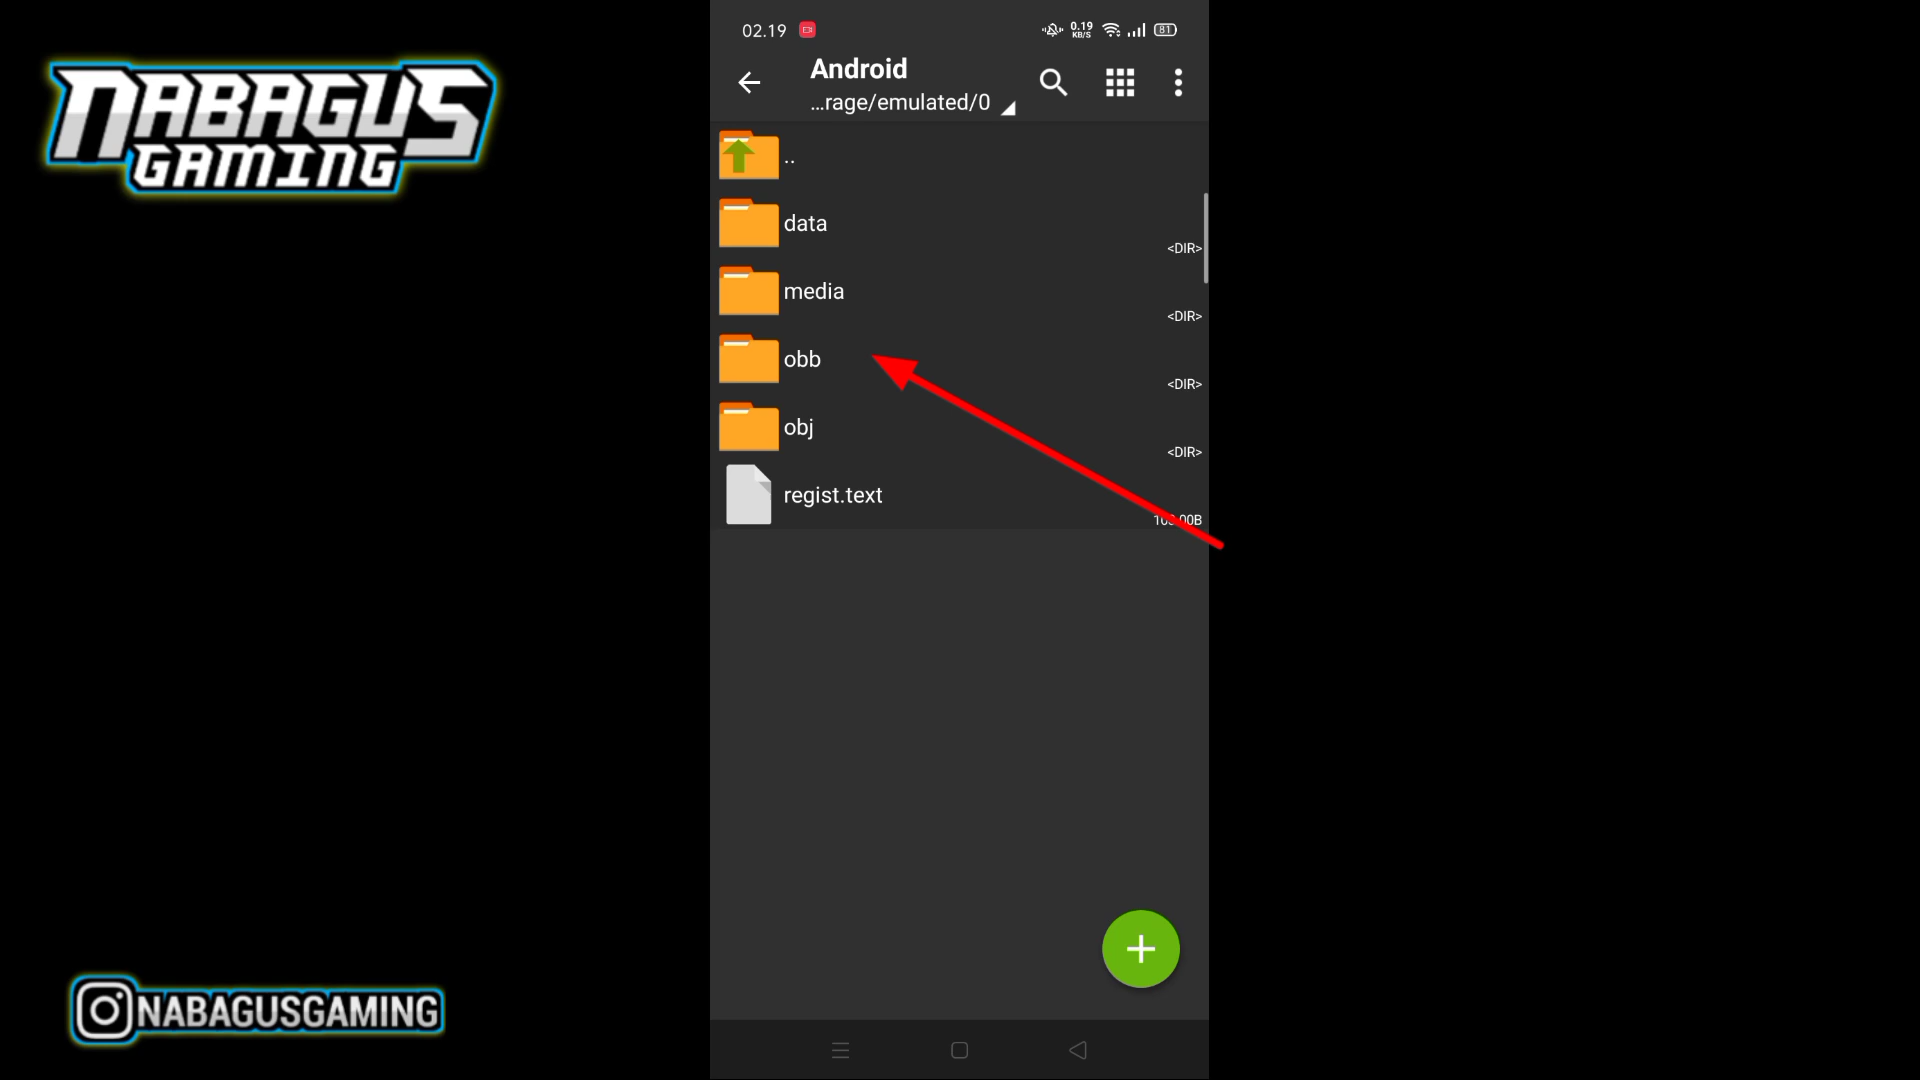 NABAGUS
GAMING
02.19
0.19
KB/S
81
Android
...rage/emulated/0
..
data
<DIR>
media
<DIR>
obb
<DIR>
obj
<DIR>
regist.text
NABAGUSGAMING